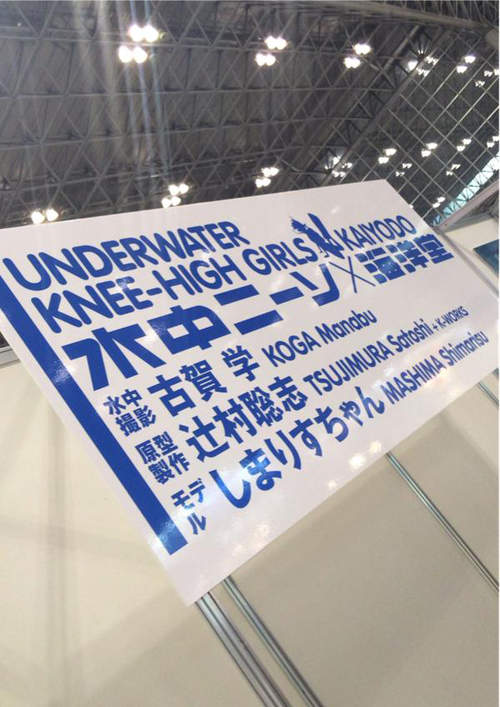 UNDERWATER
KNEE-HIGH GIRLS × KAIYODO
水中ニーソ×海洋堂
水中撮影 古賀 学 KOGA Manabu
原型製作 辻村聡志 TSUJIMURA Satoshi + K-WORKS
モデル しまりすちゃん MASHIMA Shimarisu